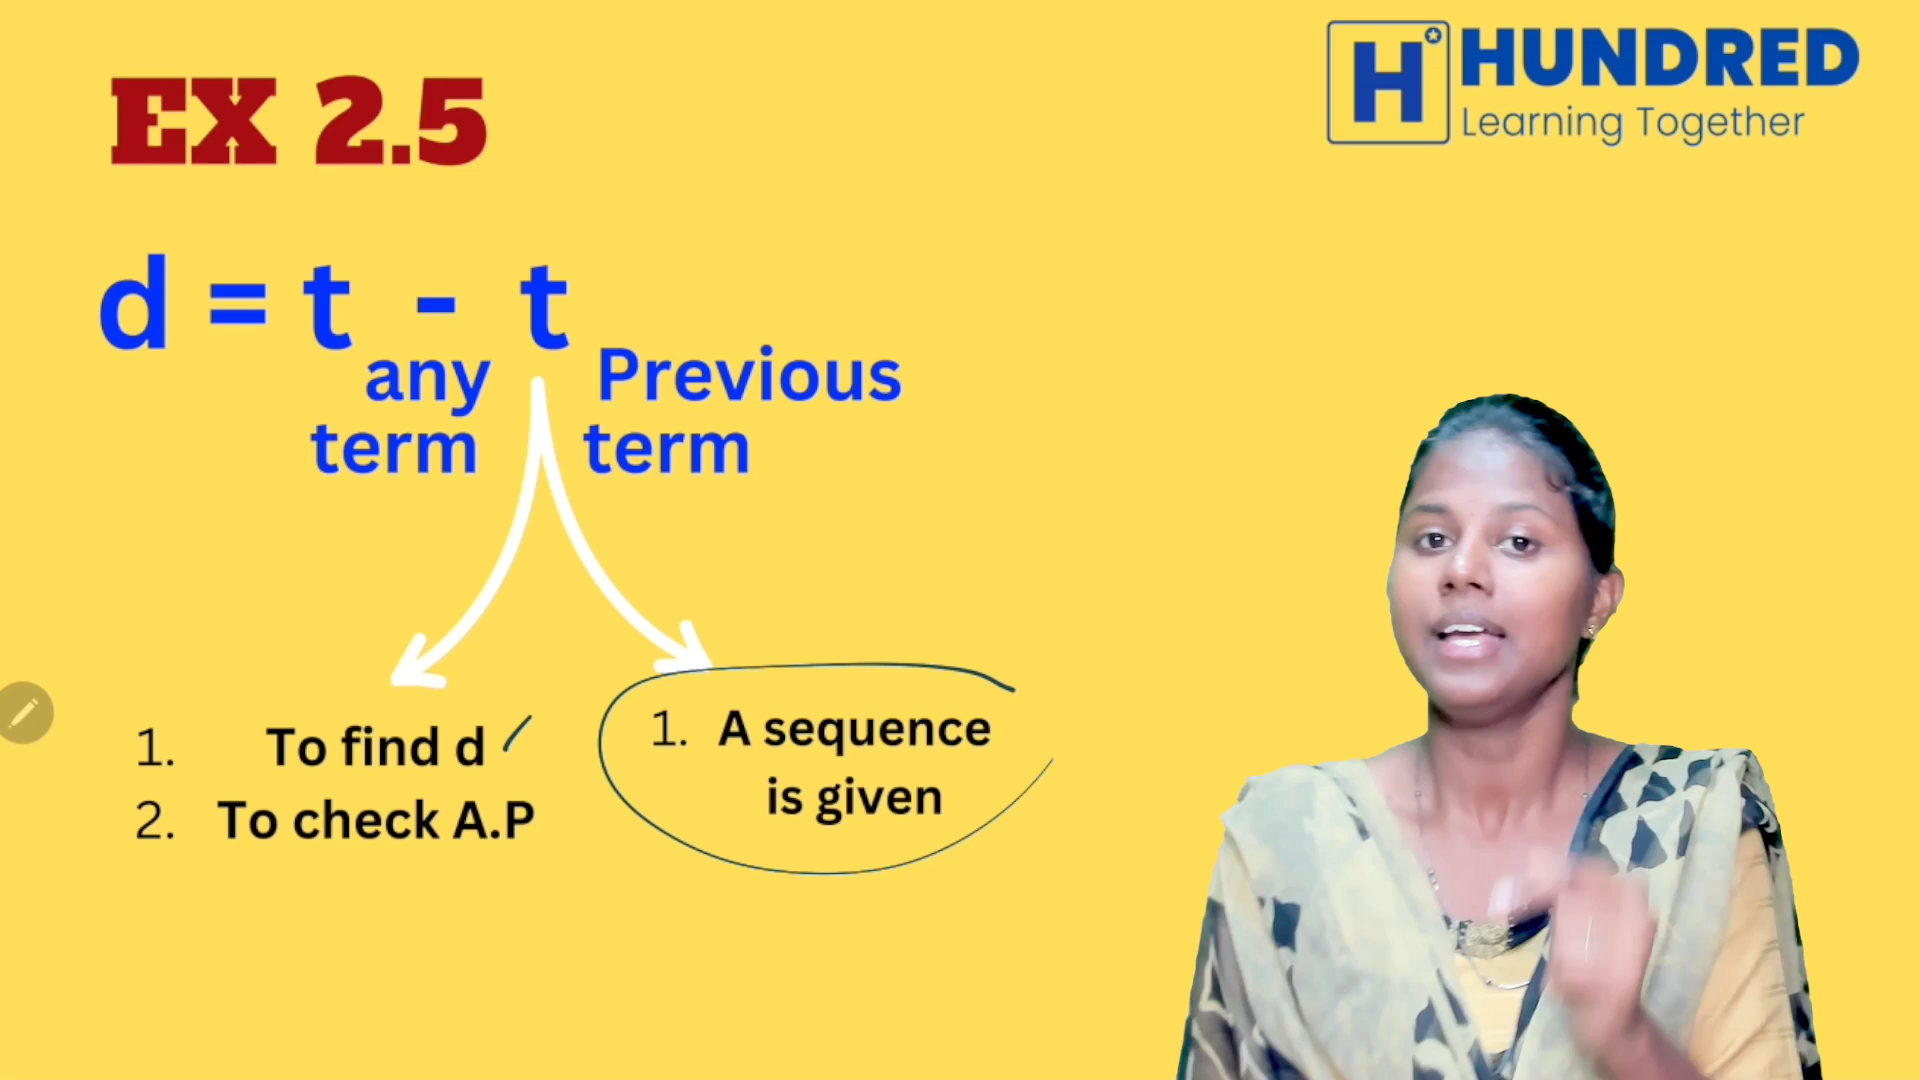 EX 2.5
H HUNDRED
Learning Together
d = t - t
any Previous
term term
1. To find d
2. To check A.P
1. A sequence
is given